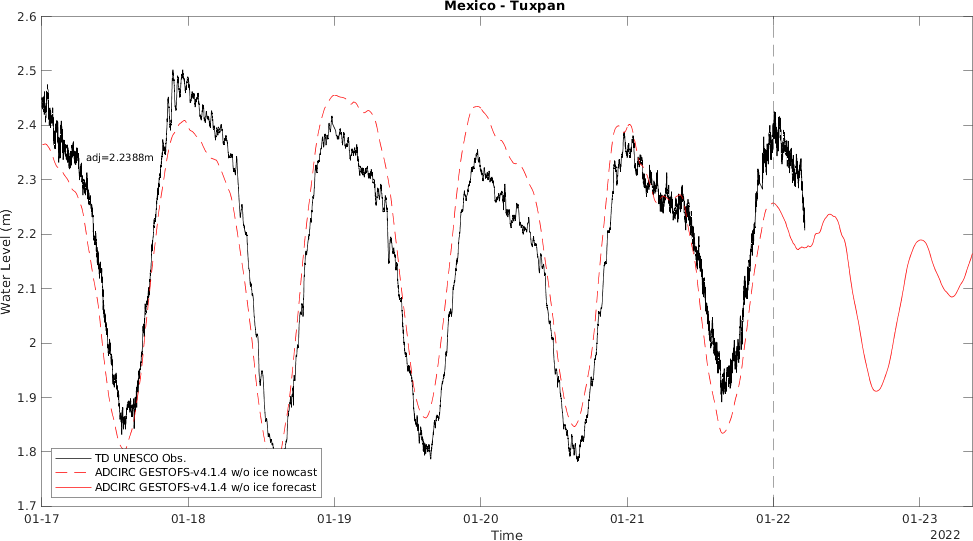 Mexico - Tuxpan
2.6
2.5
2.4
2.3
2.2
2.1
2
1.9
1.8
1.7
Water Level (m)
adj=2.2388m
TD UNESCO Obs.
ADCIRC GESTOFS-v4.1.4 w/o ice nowcast
ADCIRC GESTOFS-v4.1.4 w/o ice forecast
01-17
01-18
01-19
01-20
01-21
01-22
01-23
Time
2022